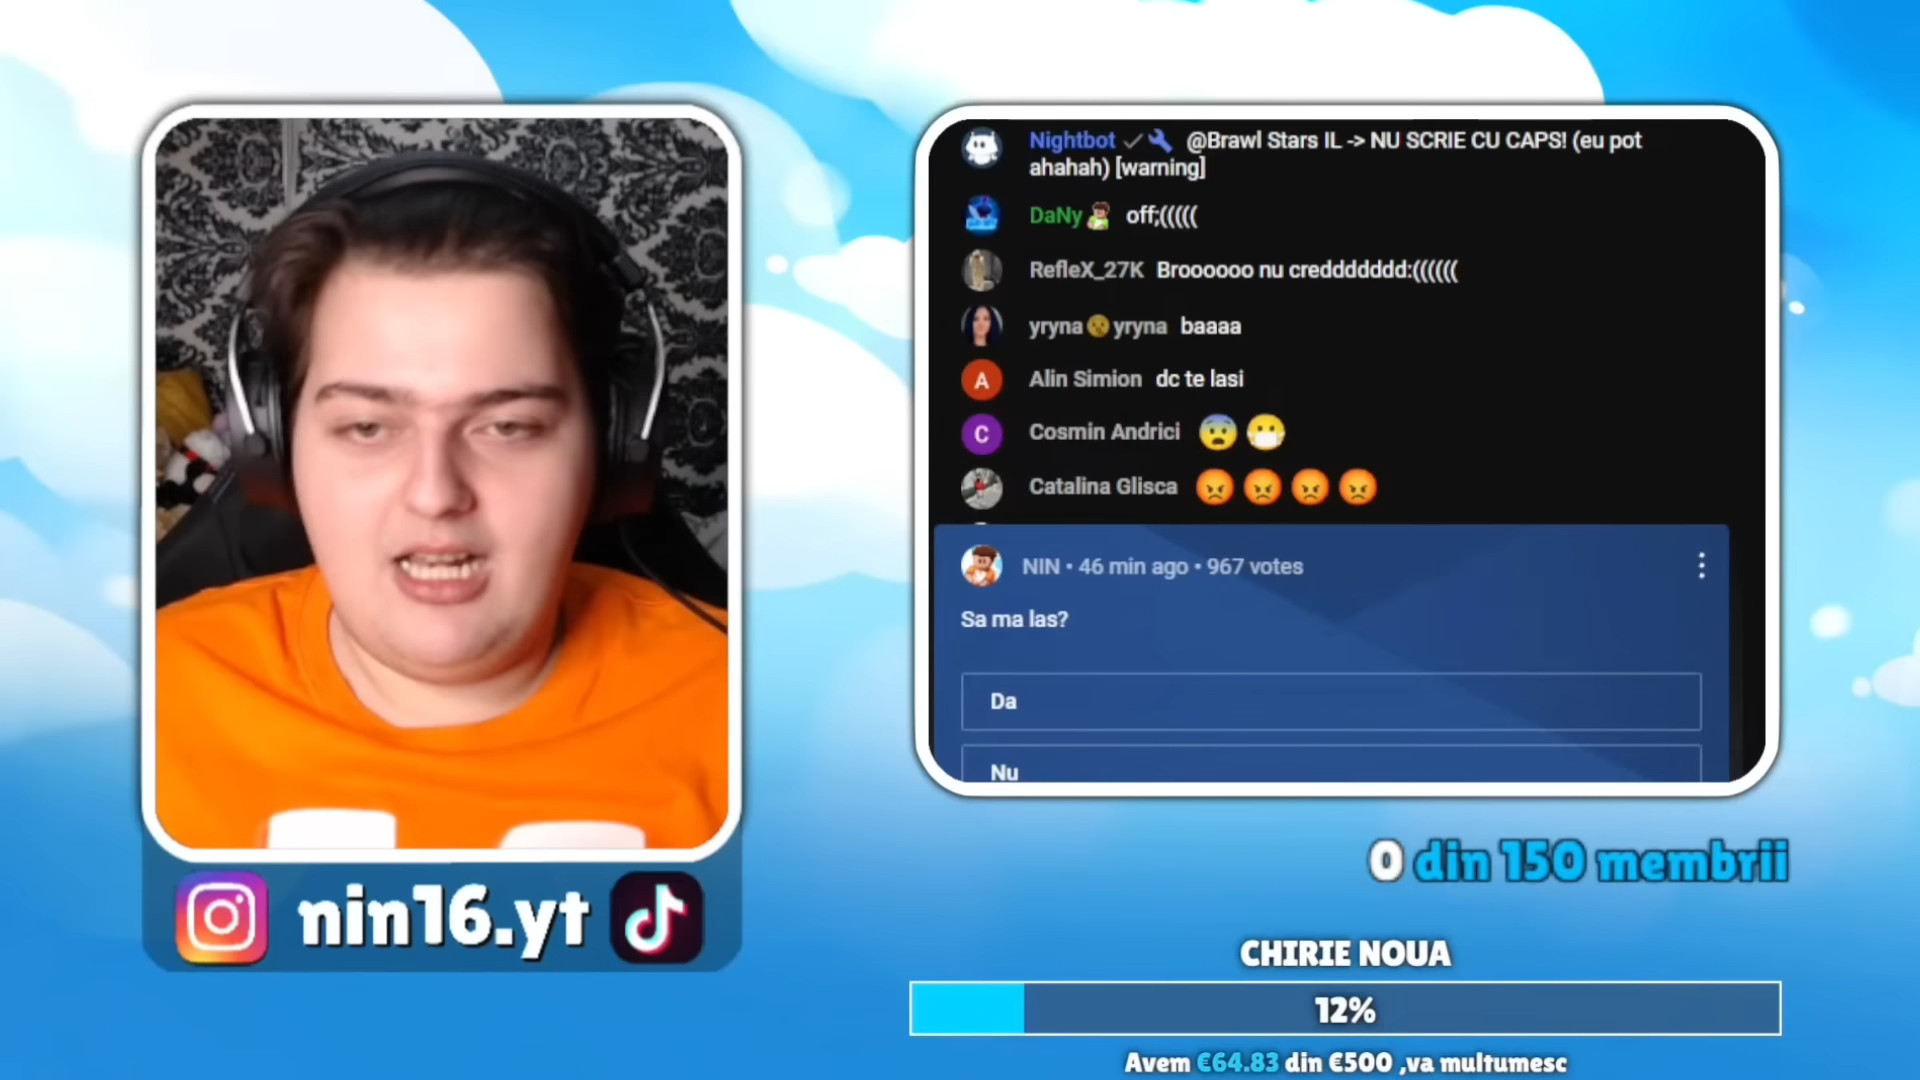 Nightbot @Brawl Stars IL -> NU SCRIE CU CAPS! (eu pot
ahahah) [warning]
DaNy off;(((((
RefleX_27K Broooooo nu credddddddd:((((((
yryna yryna baaaa
A Alin Simion dc te lasi
C Cosmin Andrici
Catalina Glisca
NIN • 46 min ago • 967 votes
Sa ma las?
Da
Nu
nin16.yt
0 din 150 membrii
CHIRIE NOUA
12%
Avem €64.83 din €500 ,va multumesc